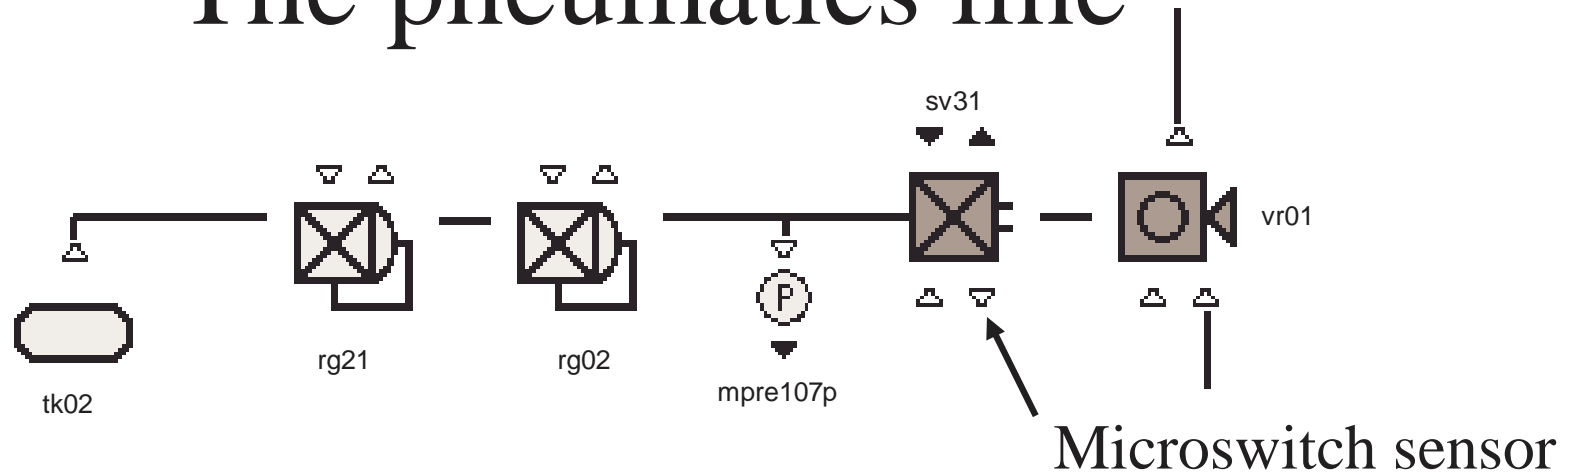 The pneumatics line
sv31
vr01
P
rg21
rg02
mpre107p
tk02
Microswitch sensor